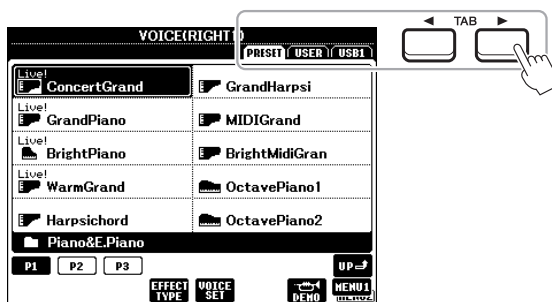 ◄ TAB ►
VOICE(RIGHT1)
PRESET USER USB1
Live!
ConcertGrand
GrandHarpsi
Live!
GrandPiano
MIDIGrand
Live!
BrightPiano
BrightMidiGran
Live!
WarmGrand
OctavePiano1
Harpsichord
OctavePiano2
Piano&E.Piano
P1 P2 P3
UP
EFFECT TYPE
VOICE SET
DEMO
MENU1
MENU2